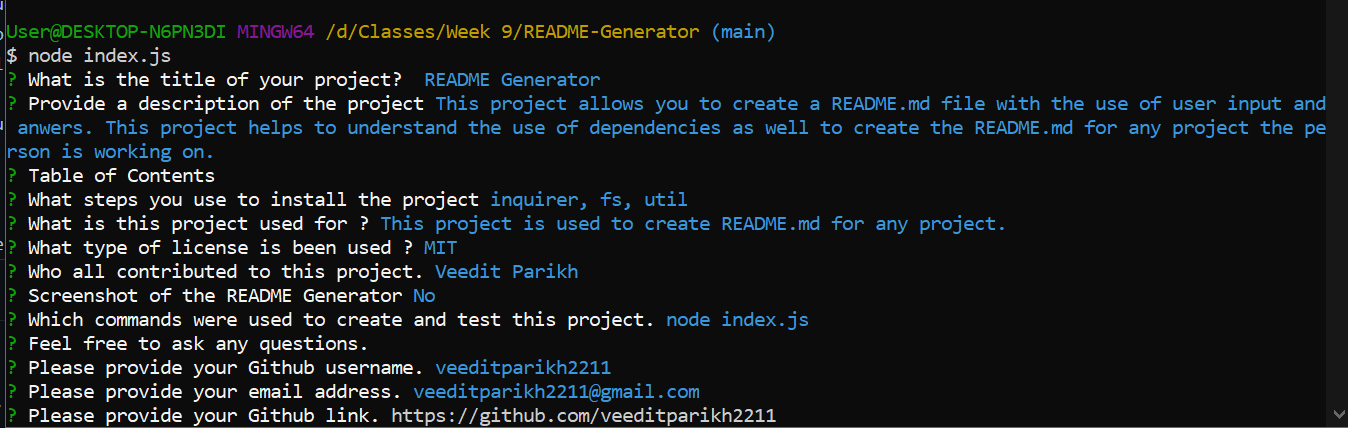 User@DESKTOP-N6PN3DI MINGW64 /d/Classes/Week 9/README-Generator (main)
$ node index.js
? What is the title of your project?  README Generator
? Provide a description of the project This project allows you to create a README.md file with the use of user input and
 anwers. This project helps to understand the use of dependencies as well to create the README.md for any project the pe
rson is working on.
? Table of Contents
? What steps you use to install the project inquirer, fs, util
? What is this project used for ? This project is used to create README.md for any project.
? What type of license is been used ? MIT
? Who all contributed to this project. Veedit Parikh
? Screenshot of the README Generator No
? Which commands were used to create and test this project. node index.js
? Feel free to ask any questions.
? Please provide your Github username. veeditparikh2211
? Please provide your email address. veeditparikh2211@gmail.com
? Please provide your Github link. https://github.com/veeditparikh2211